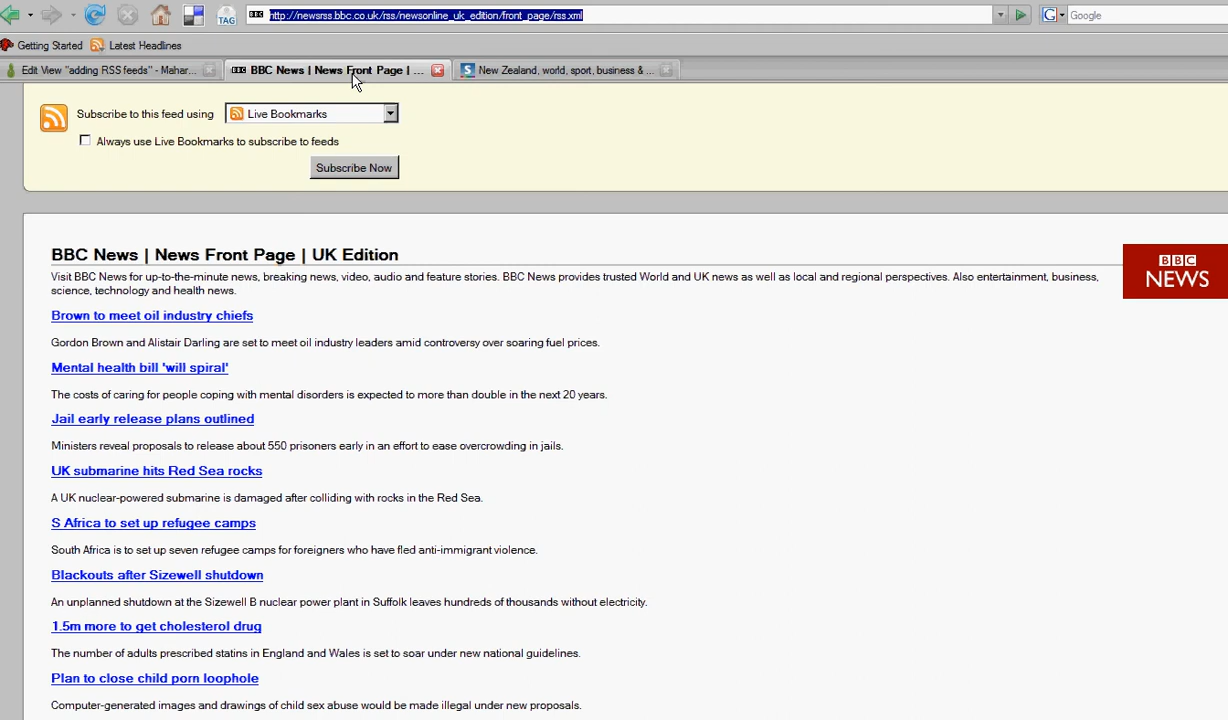 TAG
BBC http://newsrss.bbc.co.uk/rss/newsonline_uk_edition/front_page/rss.xml
G Google
Getting Started Latest Headlines
Edit View "adding RSS feeds" - Mahar... BBC News | News Front Page | ... New Zealand, world, sport, business & ...
Subscribe to this feed using Live Bookmarks
Always use Live Bookmarks to subscribe to feeds
Subscribe Now
BBC News | News Front Page | UK Edition
BBC
NEWS
Visit BBC News for up-to-the-minute news, breaking news, video, audio and feature stories. BBC News provides trusted World and UK news as well as local and regional perspectives. Also entertainment, business,
science, technology and health news.
Brown to meet oil industry chiefs
Gordon Brown and Alistair Darling are set to meet oil industry leaders amid controversy over soaring fuel prices.
Mental health bill 'will spiral'
The costs of caring for people coping with mental disorders is expected to more than double in the next 20 years.
Jail early release plans outlined
Ministers reveal proposals to release about 550 prisoners early in an effort to ease overcrowding in jails.
UK submarine hits Red Sea rocks
A UK nuclear-powered submarine is damaged after colliding with rocks in the Red Sea.
S Africa to set up refugee camps
South Africa is to set up seven refugee camps for foreigners who have fled anti-immigrant violence.
Blackouts after Sizewell shutdown
An unplanned shutdown at the Sizewell B nuclear power plant in Suffolk leaves hundreds of thousands without electricity.
1.5m more to get cholesterol drug
The number of adults prescribed statins in England and Wales is set to soar under new national guidelines.
Plan to close child porn loophole
Computer-generated images and drawings of child sex abuse would be made illegal under new proposals.